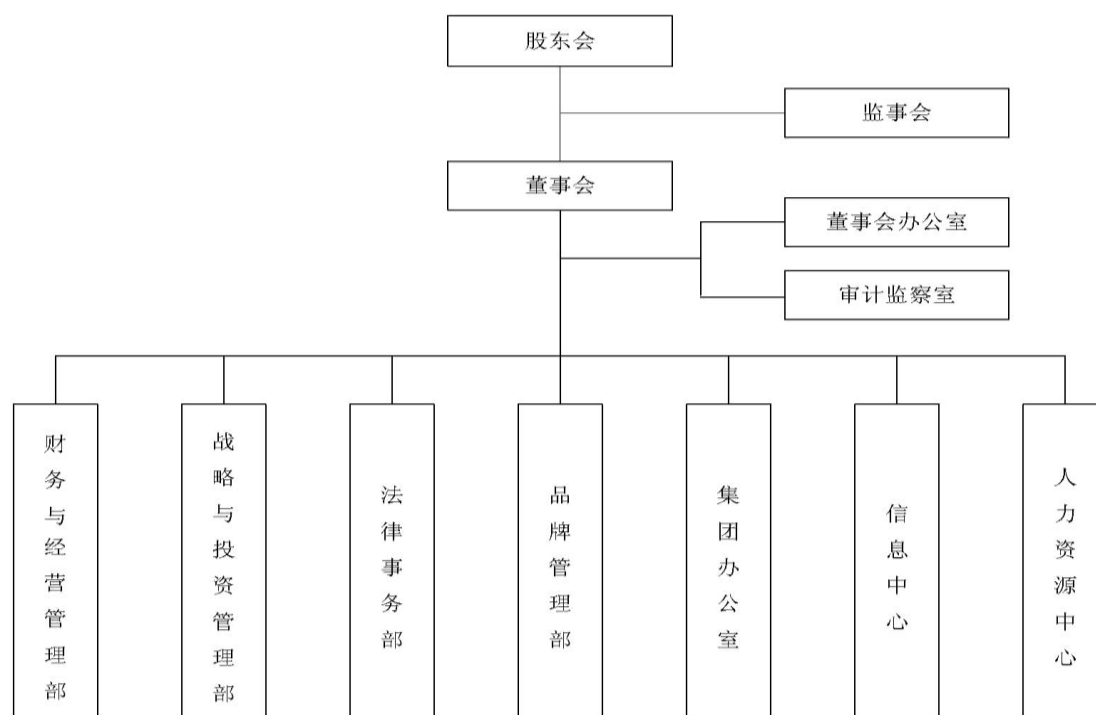 股东会
监事会
董事会
董事会办公室
审计监察室
财务与经营管理部
战略与投资管理部
法律事务部
品牌管理部
集团办公室
信息中心
人力资源中心